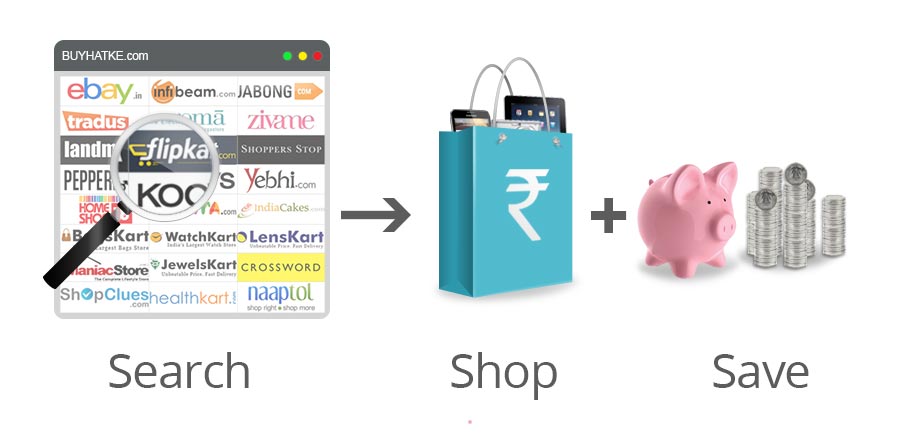 BUYHATKE.com
ebay.in infibeam.com JABONG.COM
tradus zivame
landm flipka .com SHOPPERS STOP
PEPPER KOO S Yebhi.com
HOME SHOP .com IndiaCakes.com
BagsKart WatchKart LensKart
Largest Bags Store India's Largest Watch Store Unbeatable Price. Fast Delivery
ManiacStore JewelsKart CROSSWORD
The Complete Lifestyle Store Unbeatable Price. Fast Delivery
ShopClues.com healthkart naaptol
shop right shop more
₹
Search Shop Save